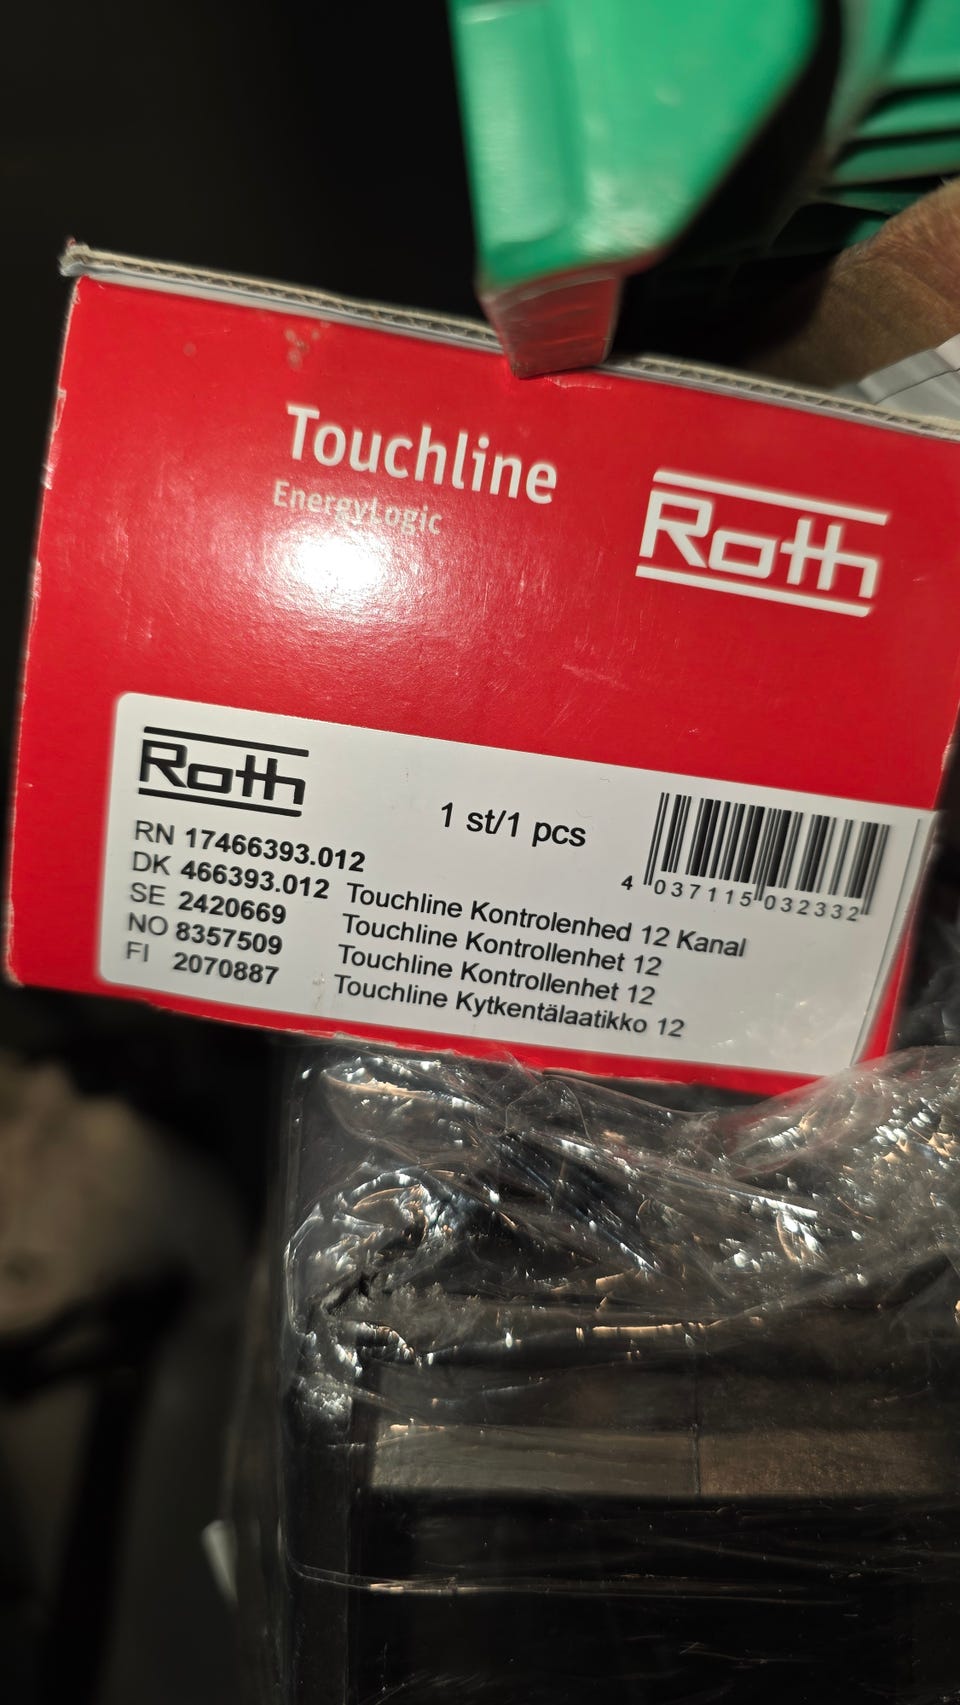 Touchline
EnergyLogic
Roth
Roth
1 st/1 pcs
RN 17466393.012
DK 466393.012 Touchline Kontrolenhed 12 Kanal
SE 2420669 Touchline Kontrollenhet 12
NO 8357509 Touchline Kontrollenhet 12
FI 2070887 Touchline Kytkentälaatikko 12
4 037115 032332